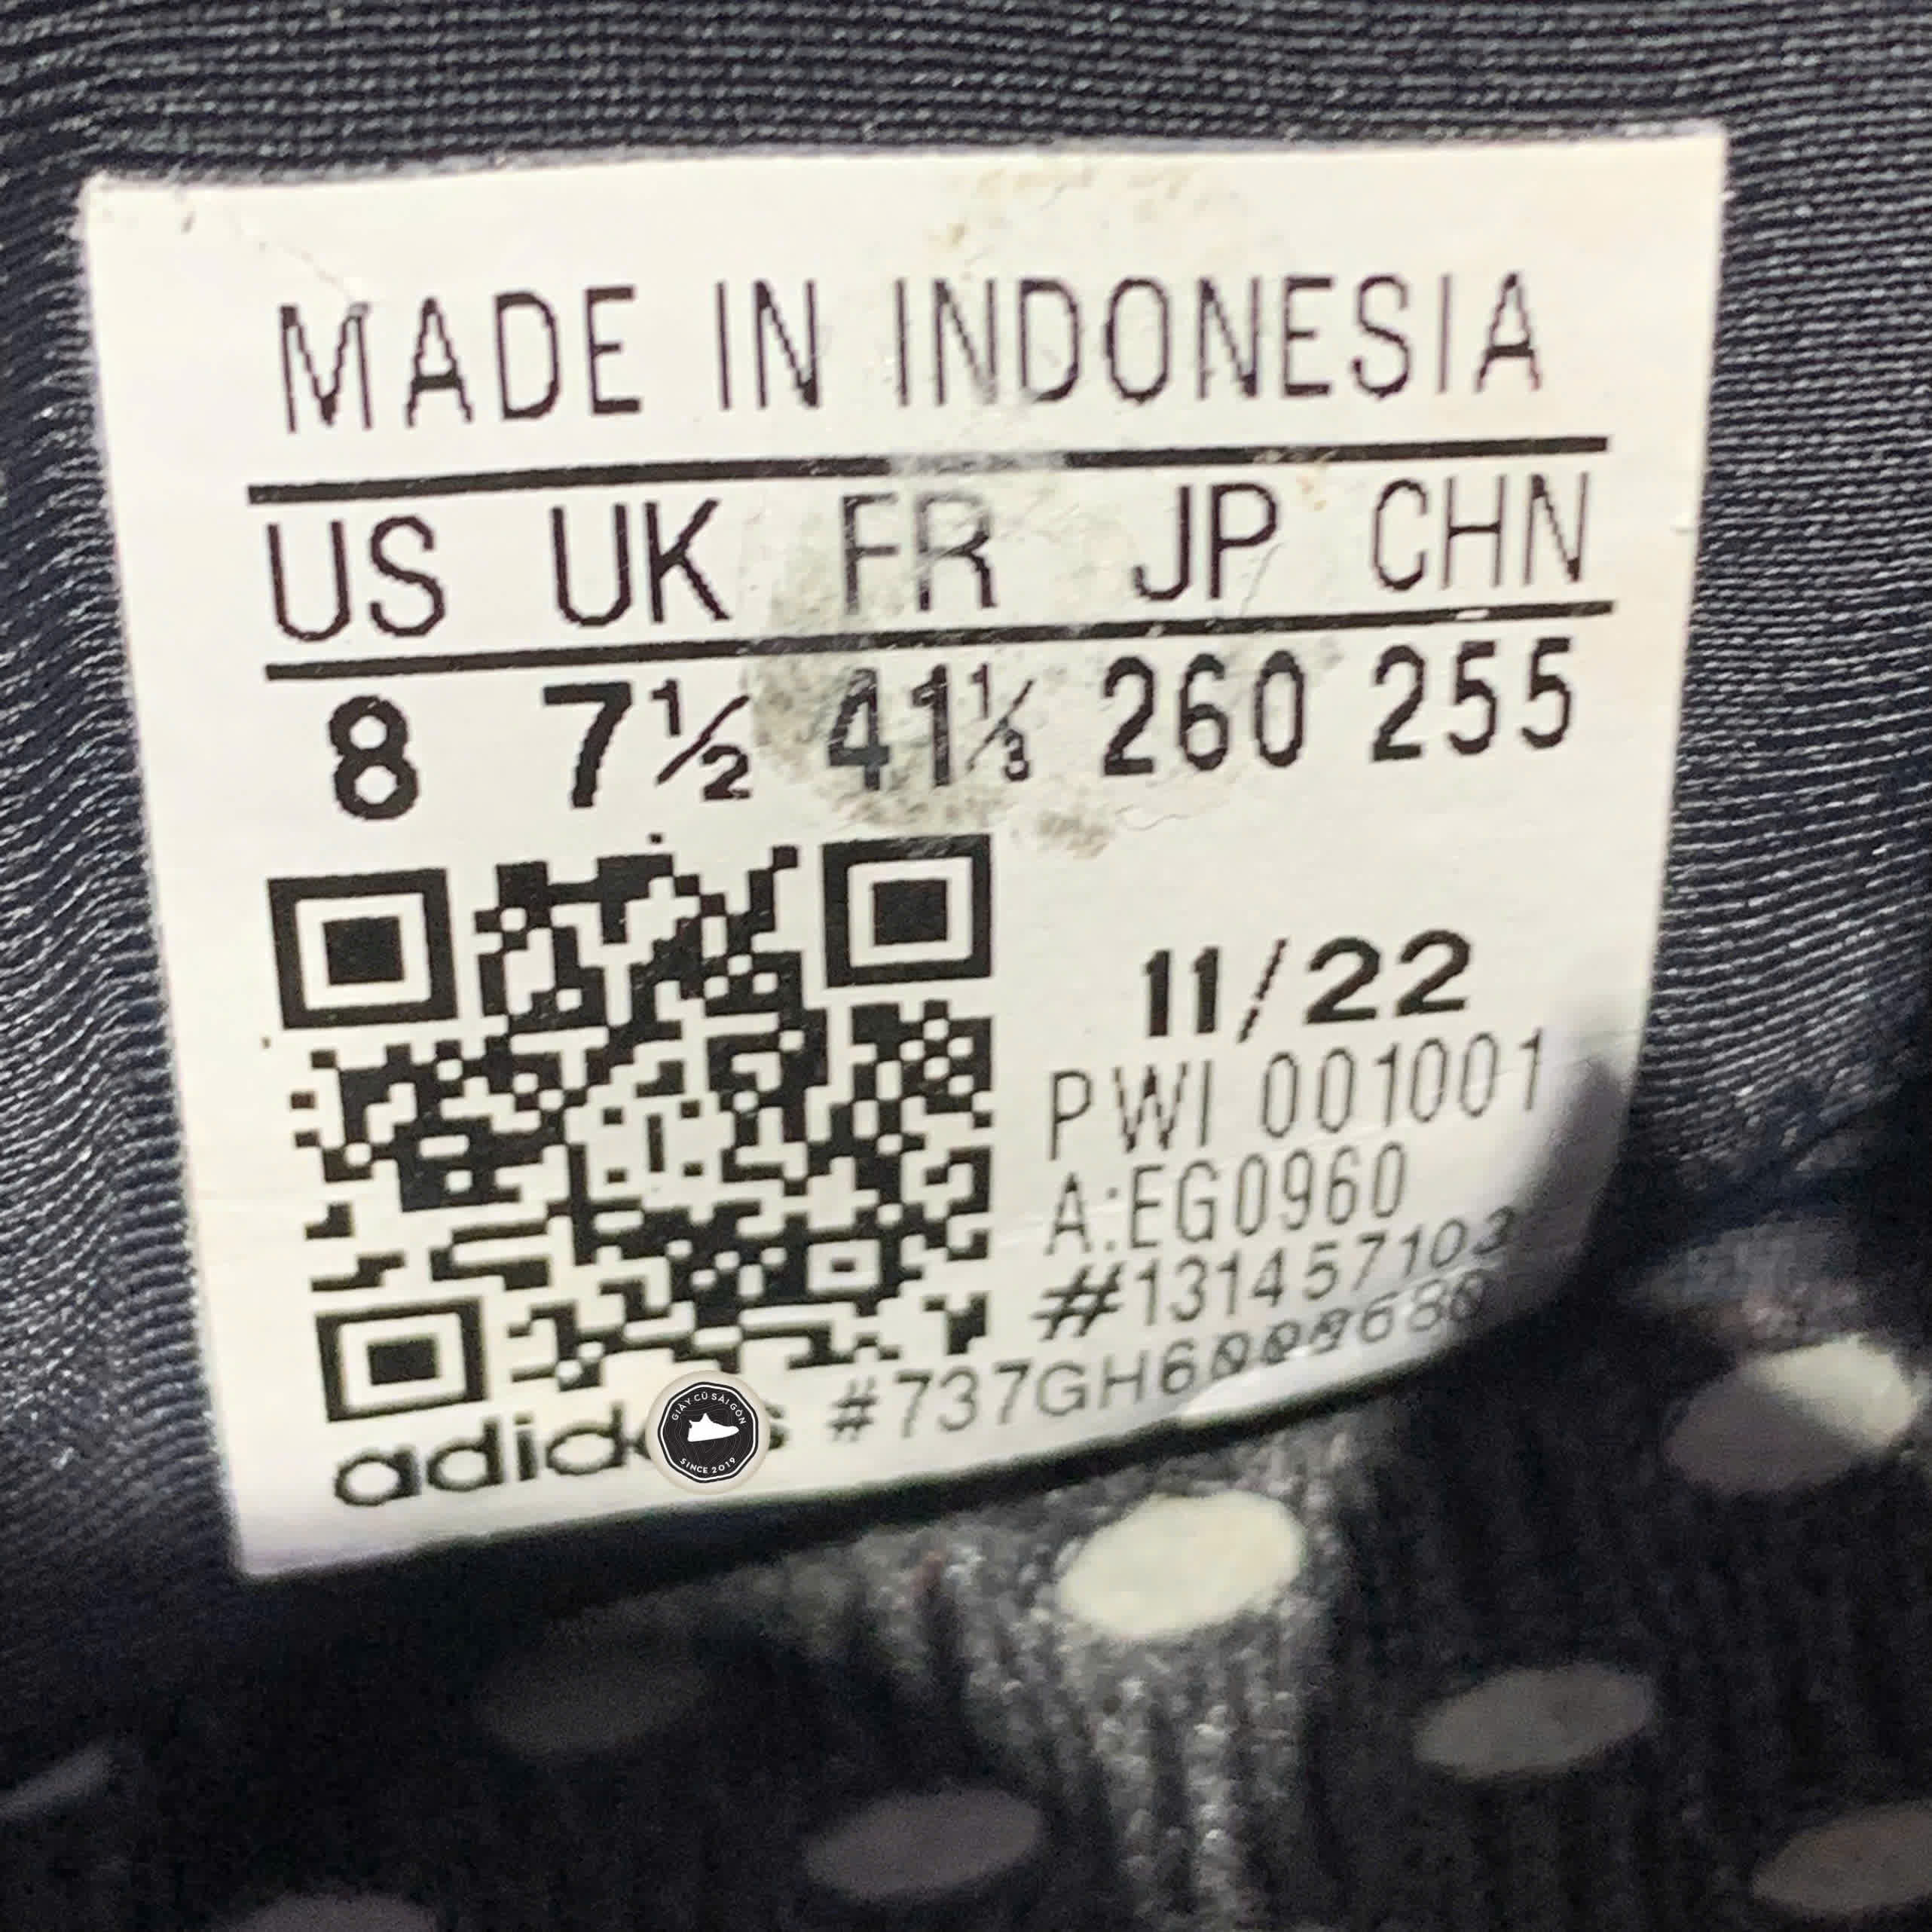 MADE IN INDONESIA
US UK FR JP CHN
8 7½ 41⅓ 260 255
11/22
PWI 001001
A:EG0960
#131457103
adidas
GIÀY CŨ SÀI GÒN
SINCE 2019